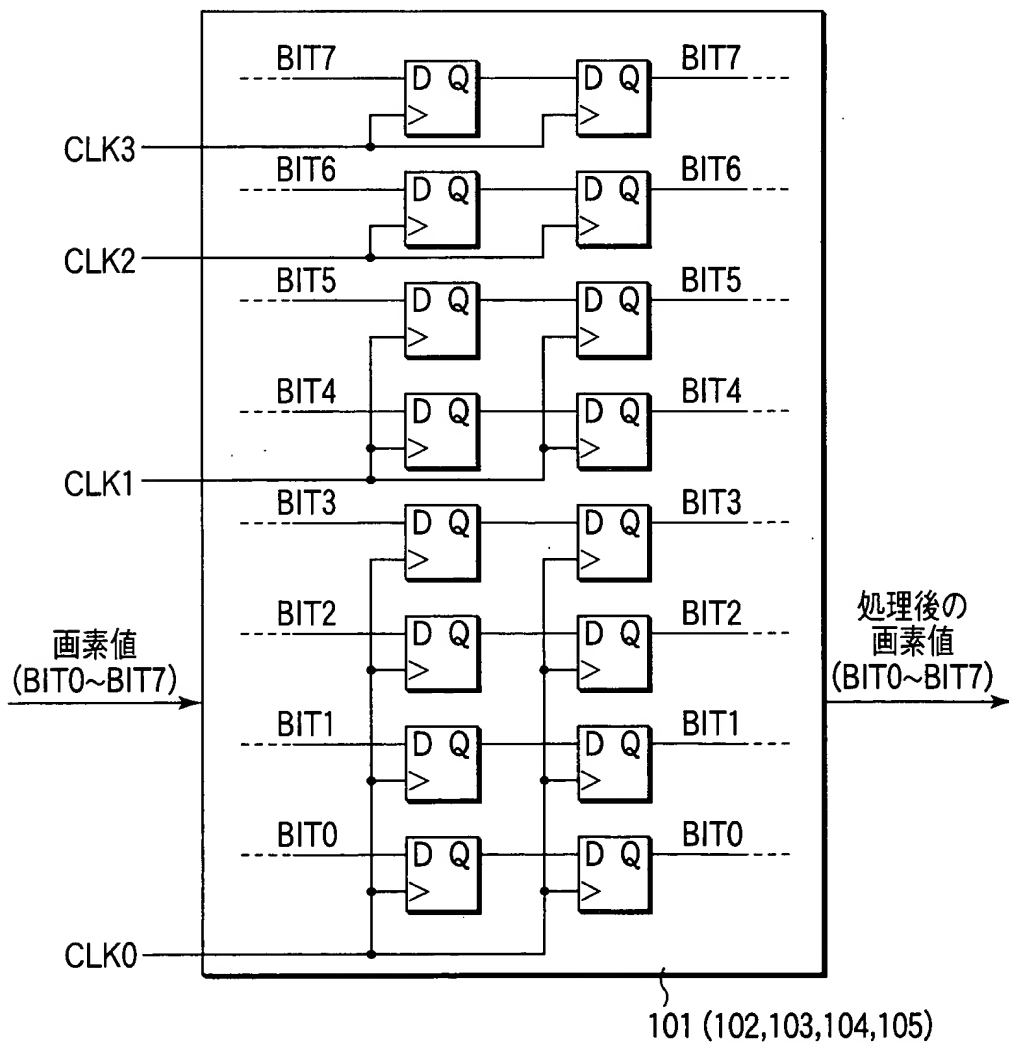 BIT7 BIT7
D Q D Q
CLK3
BIT6 BIT6
D Q D Q
CLK2
BIT5 BIT5
D Q D Q
BIT4 BIT4
D Q D Q
CLK1
BIT3 BIT3
D Q D Q
BIT2 BIT2
D Q D Q
画素値
(BIT0~BIT7)
処理後の
画素値
(BIT0~BIT7)
BIT1 BIT1
D Q D Q
BIT0 BIT0
D Q D Q
CLK0
101 (102,103,104,105)